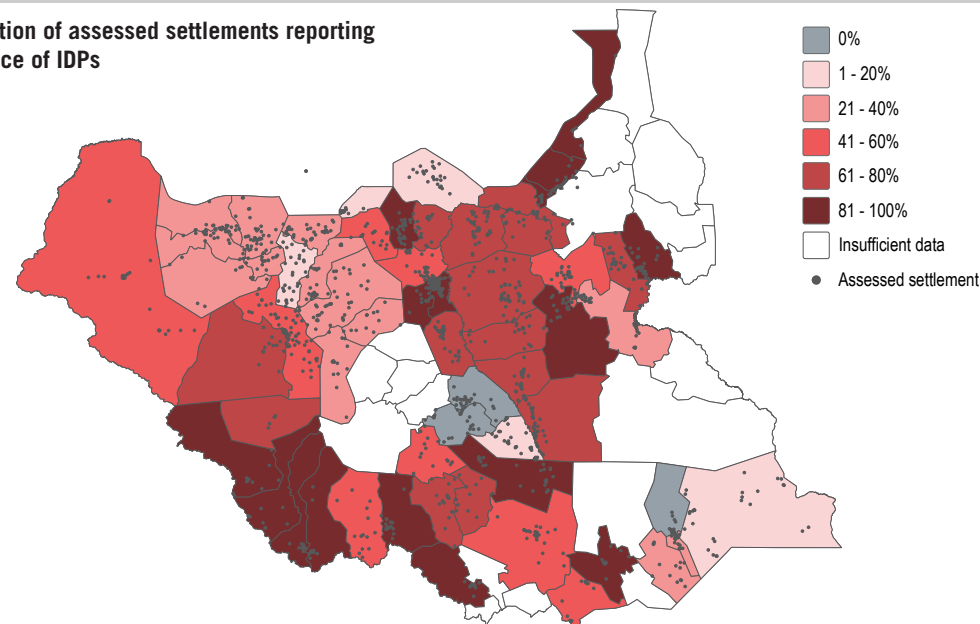 tion of assessed settlements reporting
ce of IDPs
0%
1 - 20%
21 - 40%
41 - 60%
61 - 80%
81 - 100%
Insufficient data
Assessed settlement